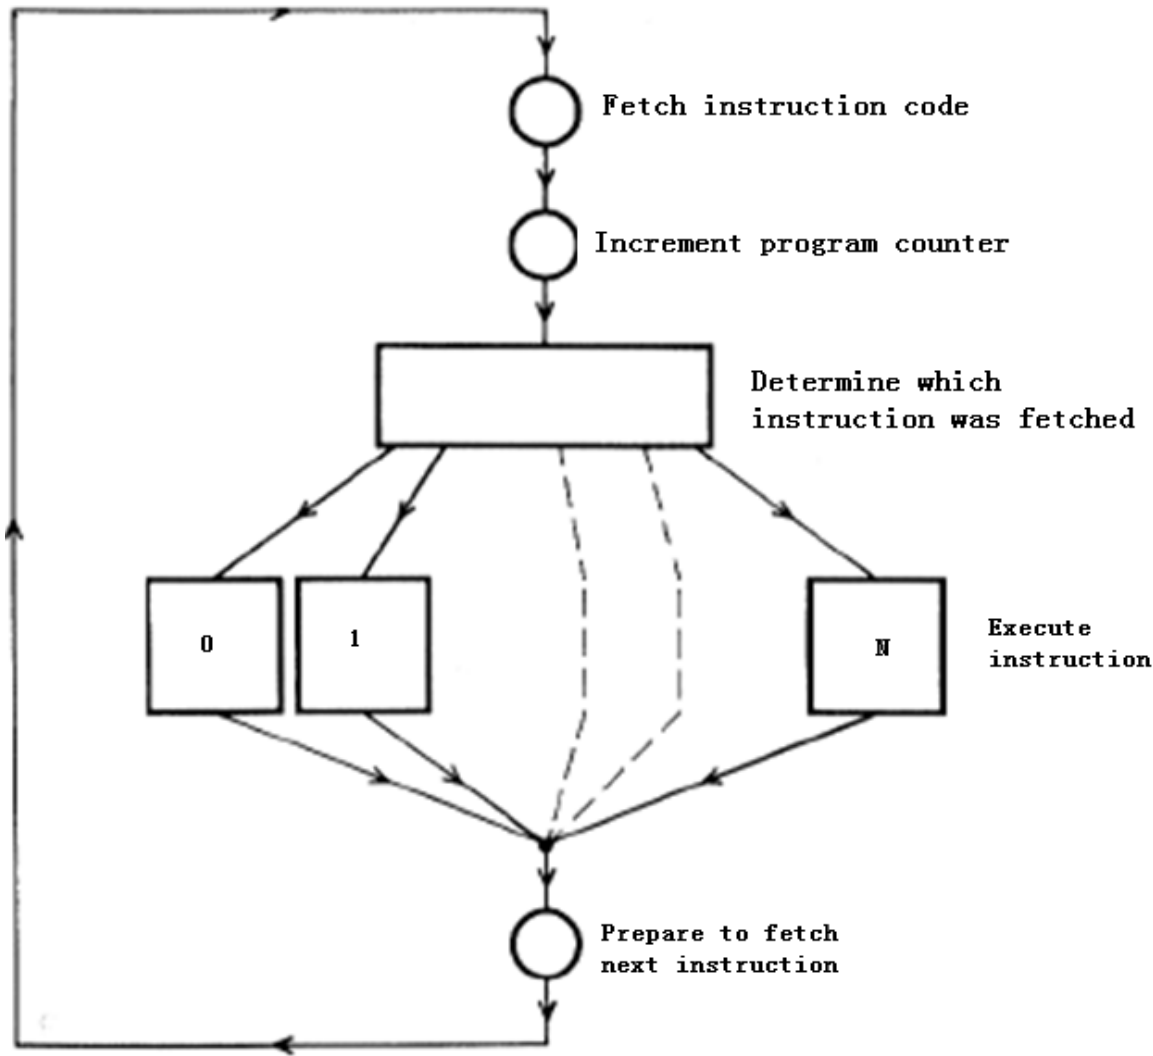 Fetch instruction code
Increment program counter
Determine which
instruction was fetched
0
1
N
Execute
instruction
Prepare to fetch
next instruction